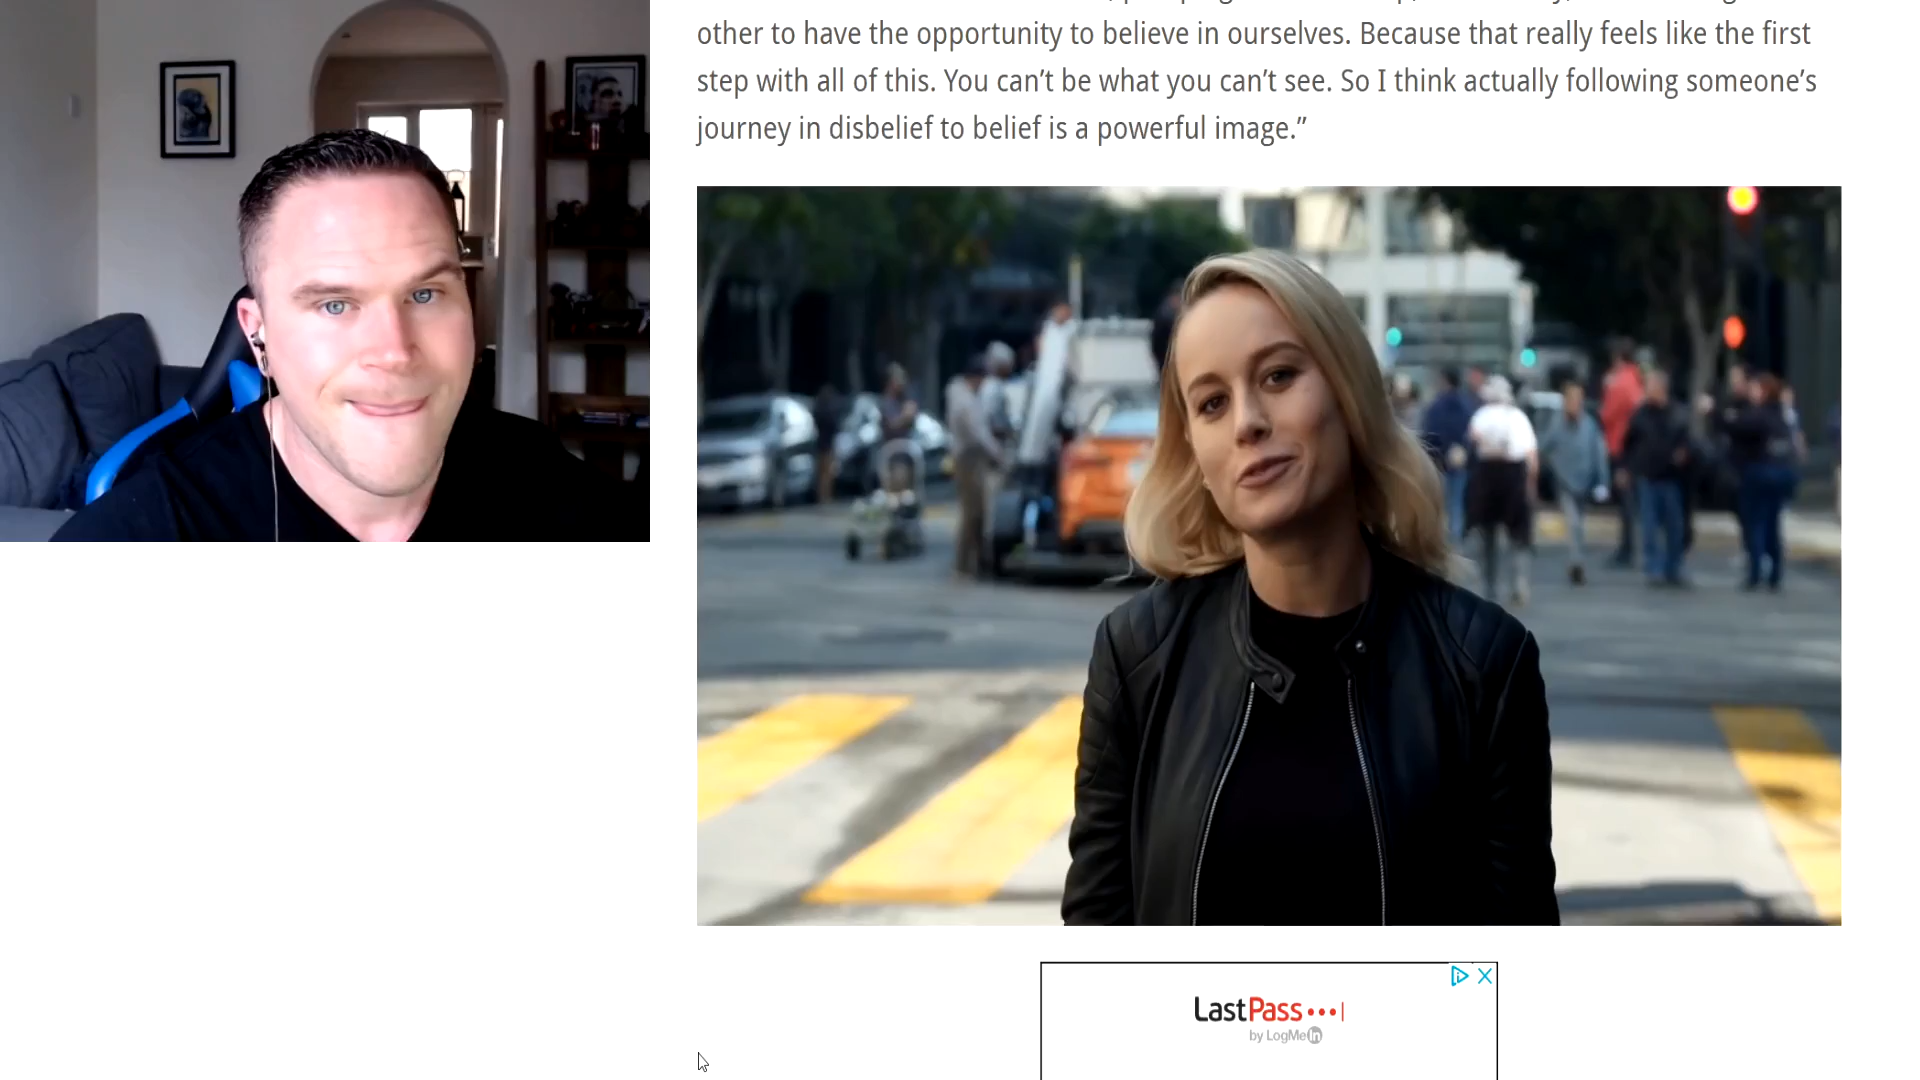 other to have the opportunity to believe in ourselves. Because that really feels like the first
step with all of this. You can’t be what you can’t see. So I think actually following someone’s
journey in disbelief to belief is a powerful image.”
LastPass
by LogMeIn